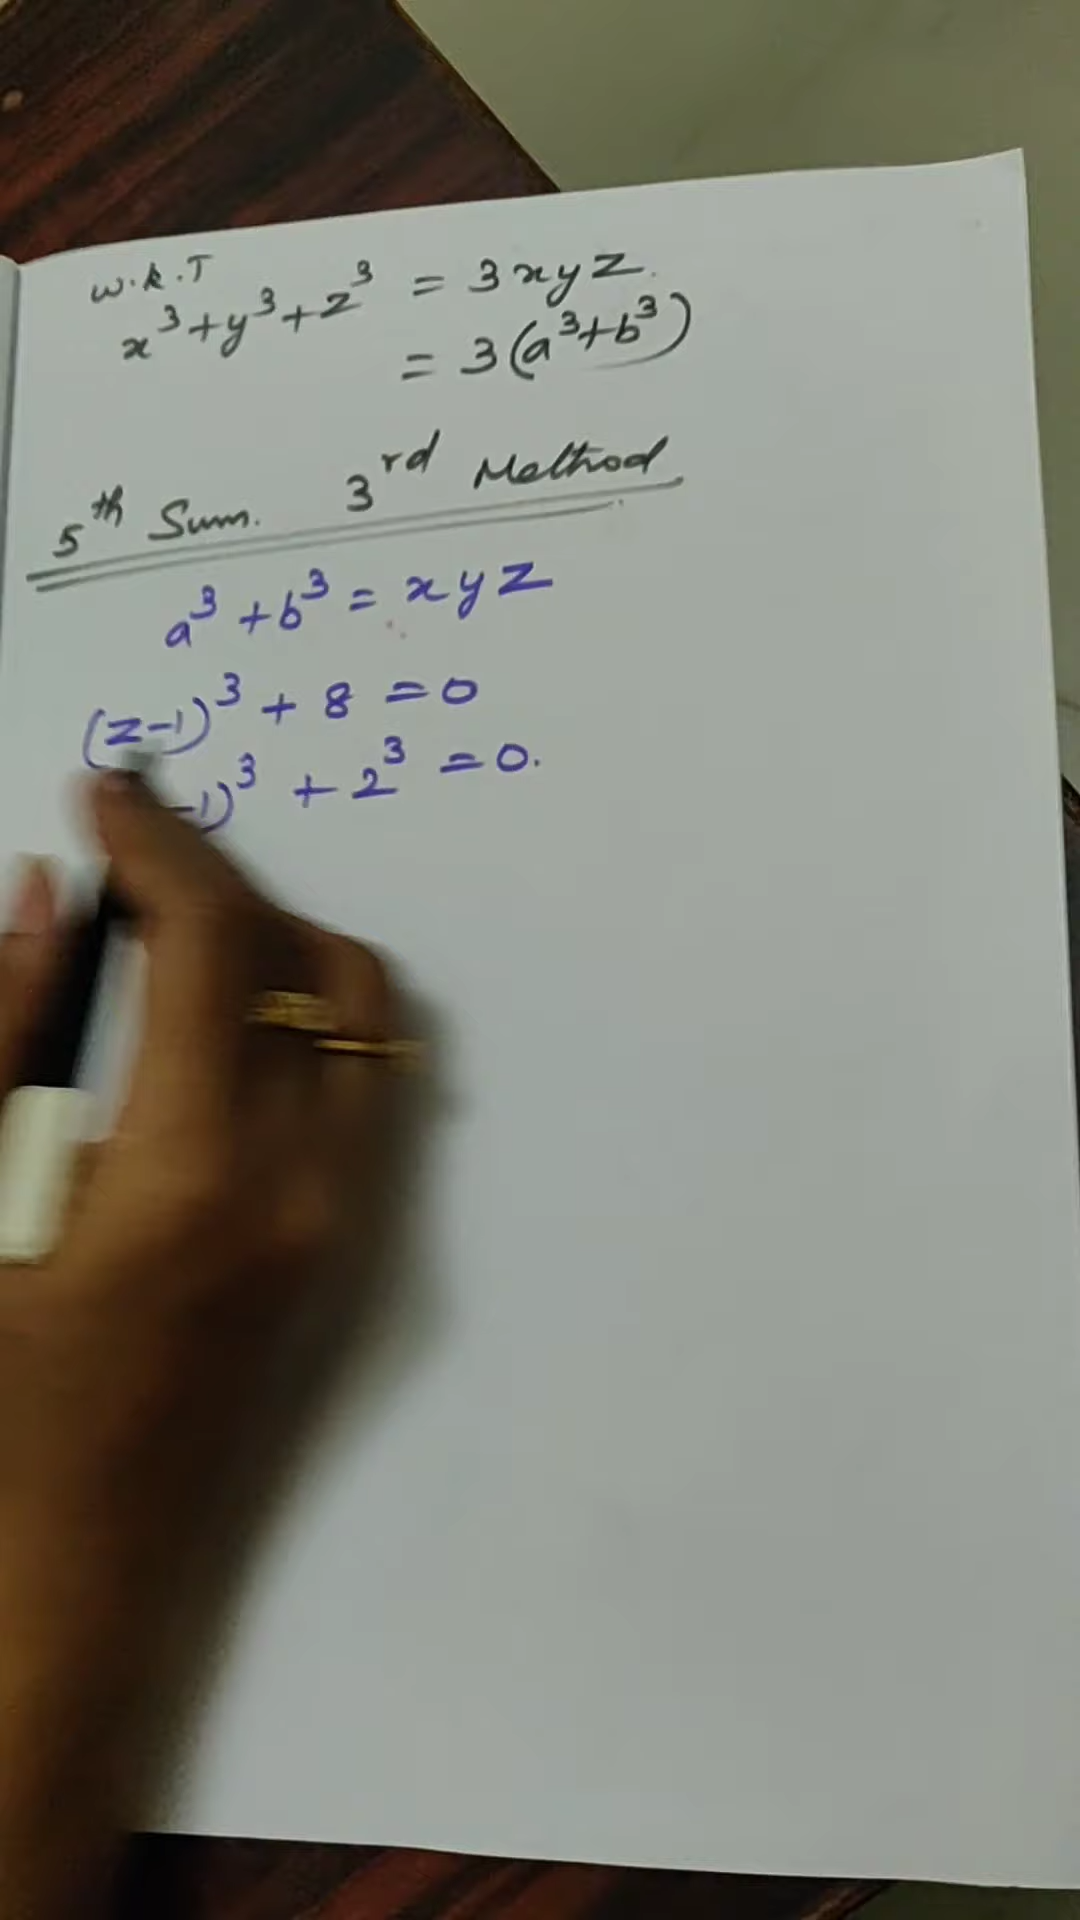 w.k.T
x³+y³+z³ = 3xyz.
= 3(a³+b³)
5th Sum. 3rd Method
a³ + b³ = xyz
(z-1)³ + 8 = 0
-1)³ + 2³ = 0.